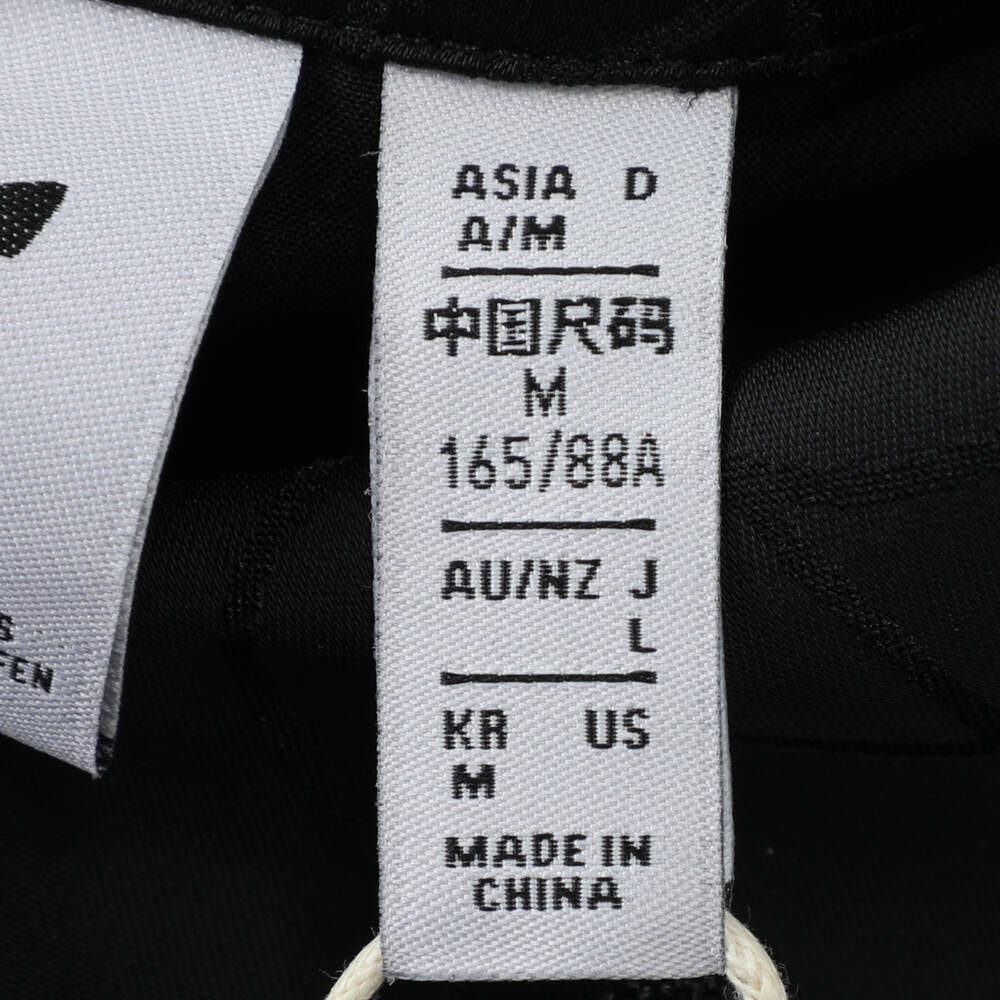 ASIA D
A/M
中国尺码
M
165/88A
AU/NZ J
L
KR US
M
MADE IN
CHINA